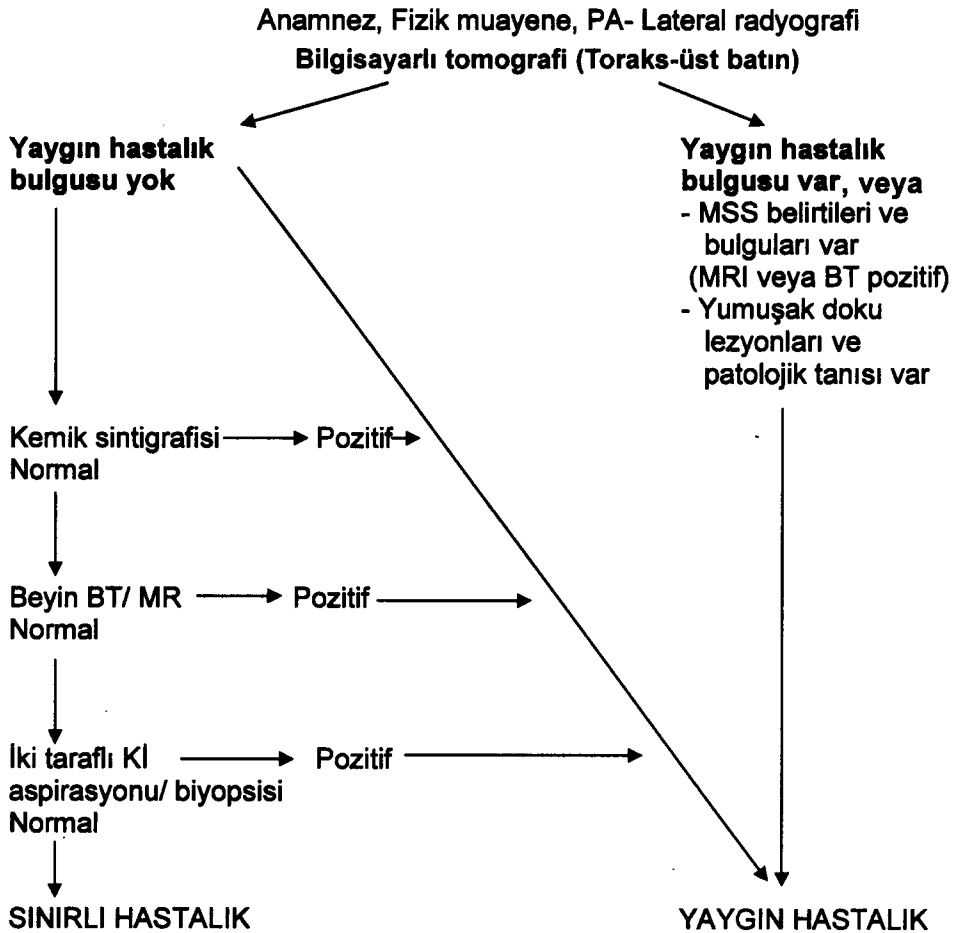 Anamnez, Fizik muayene, PA- Lateral radyografi
Bilgisayarlı tomografi (Toraks-üst batın)
Yaygın hastalık
bulgusu yok
Yaygın hastalık
bulgusu var, veya
- MSS belirtileri ve
bulguları var
(MRI veya BT pozitif)
- Yumuşak doku
lezyonları ve
patolojik tanısı var
Kemik sintigrafisi
Normal
Pozitif
Beyin BT/ MR
Normal
Pozitif
İki taraflı Kİ
aspirasyonu/ biyopsisi
Normal
Pozitif
SINIRLI HASTALIK
YAYGIN HASTALIK